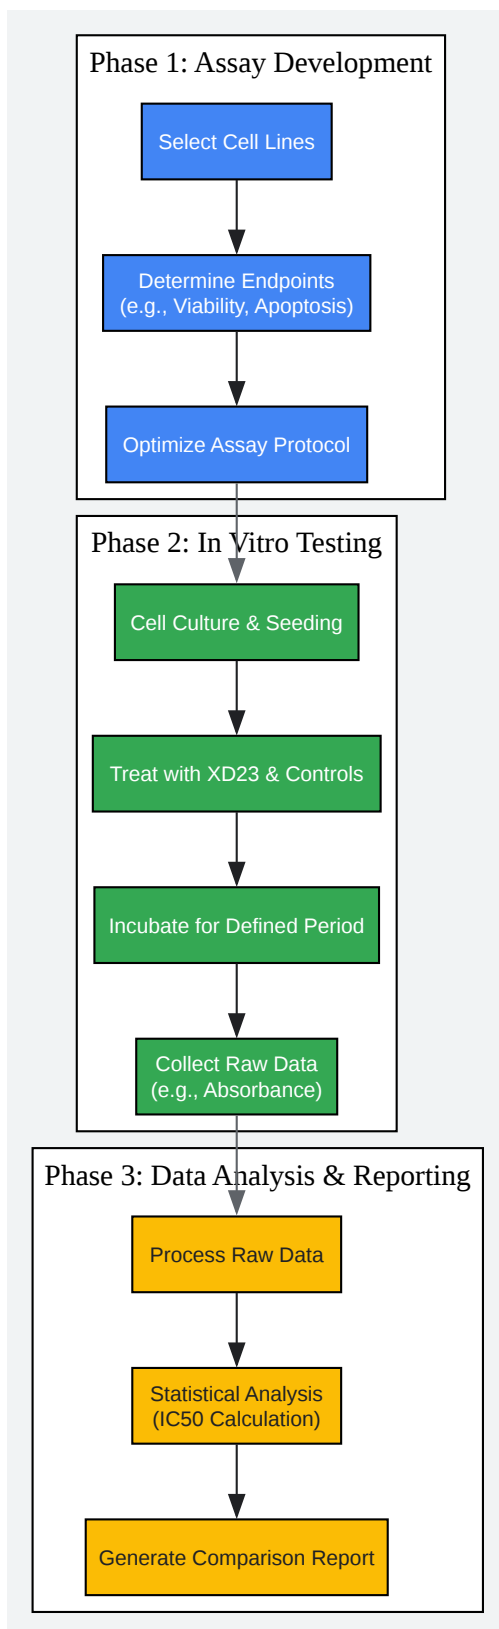 Phase 1: Assay Development
Select Cell Lines
Determine Endpoints
(e.g., Viability, Apoptosis)
Optimize Assay Protocol
Phase 2: In Vitro Testing
Cell Culture & Seeding
Treat with XD23 & Controls
Incubate for Defined Period
Collect Raw Data
(e.g., Absorbance)
Phase 3: Data Analysis & Reporting
Process Raw Data
Statistical Analysis
(IC50 Calculation)
Generate Comparison Report